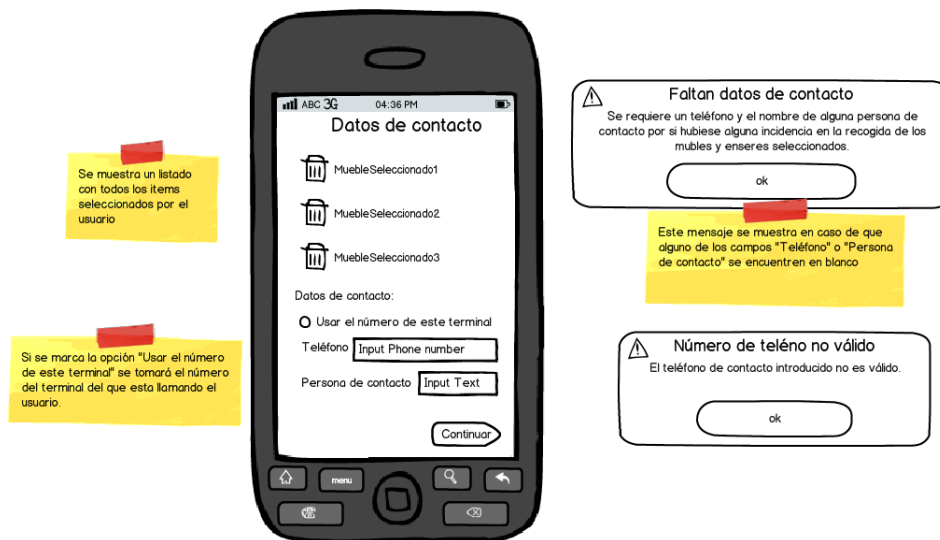 ABC 3G 04:36 PM
Datos de contacto
MuebleSeleccionado1
MuebleSeleccionado2
MuebleSeleccionado3
Datos de contacto:
Usar el número de este terminal
Teléfono Input Phone number
Persona de contacto Input Text
Continuar
menu
Se muestra un listado
con todos los items
seleccionados por el
usuario
Si se marca la opción "Usar el número
de este terminal" se tomará el número
del terminal del que esta llamando el
usuario.
Faltan datos de contacto
Se requiere un teléfono y el nombre de alguna persona de
contacto por si hubiese alguna incidencia en la recogida de los
mubles y enseres seleccionados.
ok
Este mensaje se muestra en caso de que
alguno de los campos "Teléfono" o "Persona
de contacto" se encuentren en blanco
Número de teléno no válido
El teléfono de contacto introducido no es válido.
ok